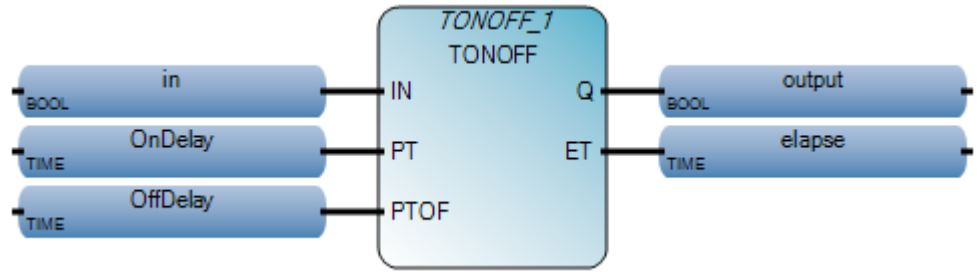 TONOFF_1
TONOFF
in
BOOL
IN
Q
output
BOOL
OnDelay
TIME
PT
ET
elapse
TIME
OffDelay
TIME
PTOF